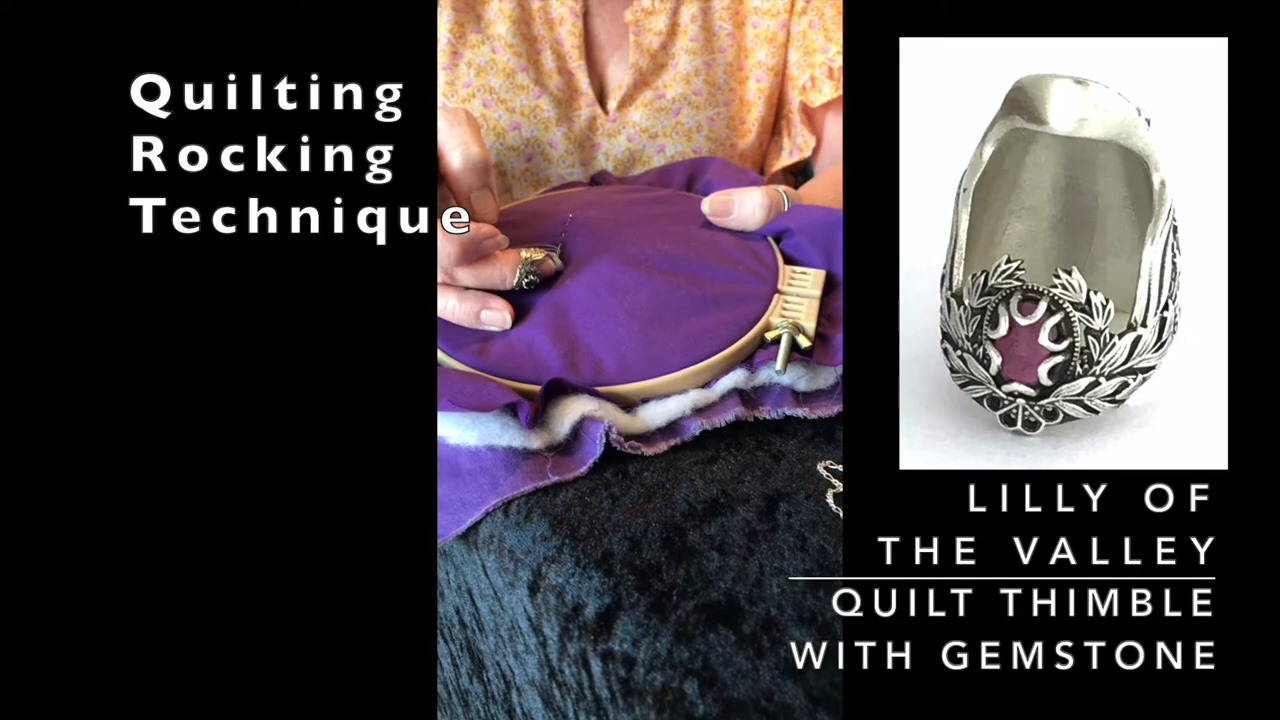 Quilting
Rocking
Technique
LILLY OF
THE VALLEY
QUILT THIMBLE
WITH GEMSTONE